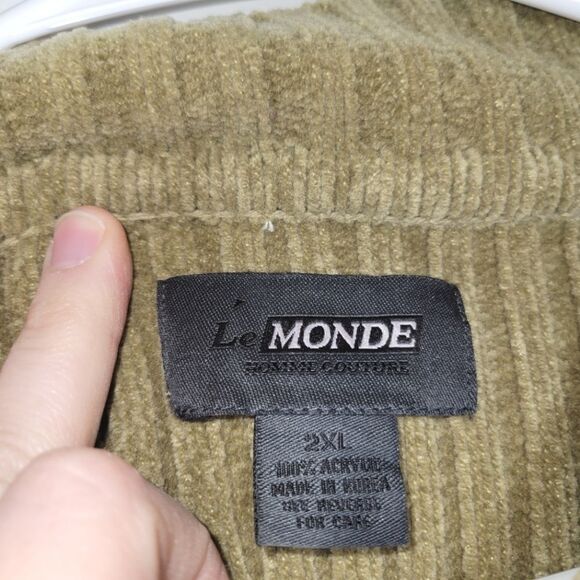 Le MONDE
HOMME COUTURE
2XL
100% ACRYLIC
MADE IN KOREA
SEE REVERSE
FOR CARE